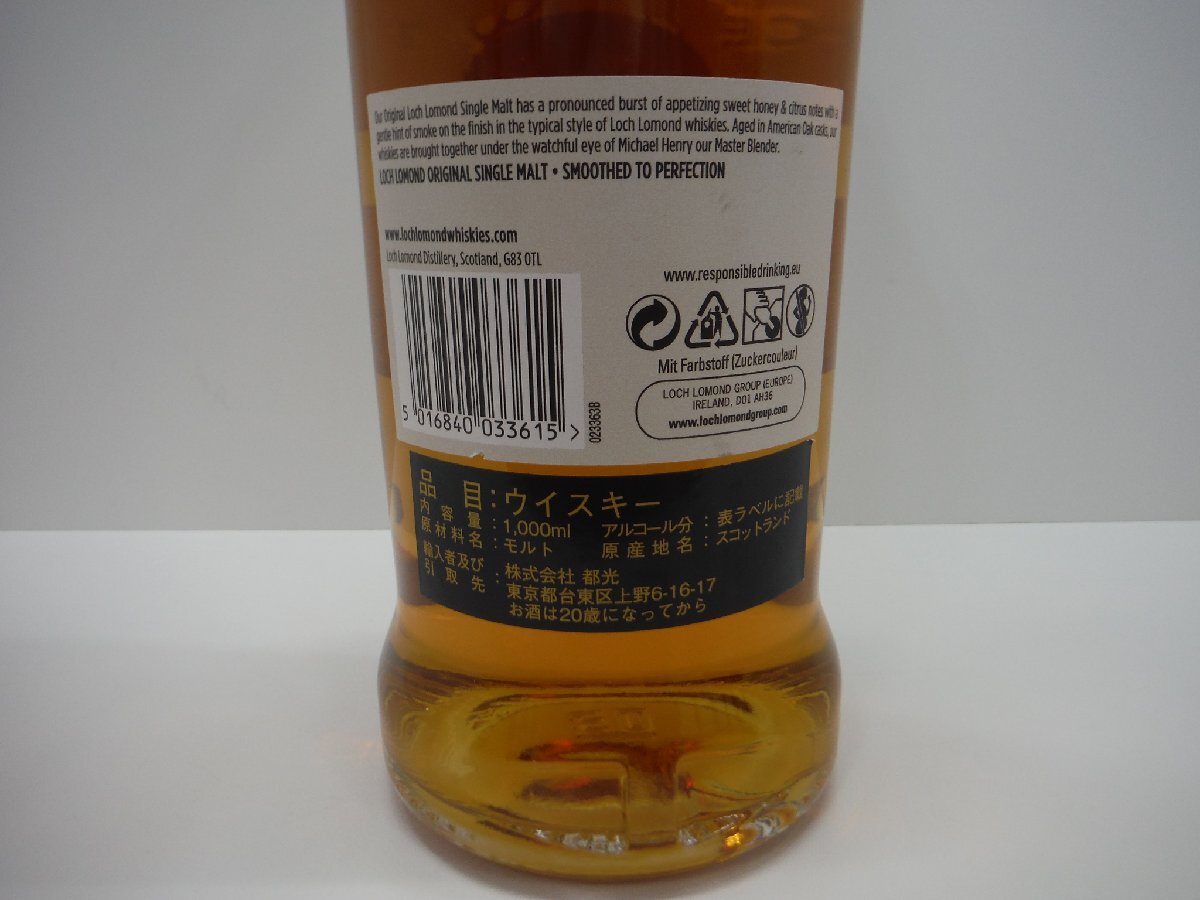 Our Original Loch Lomond Single Malt has a pronounced burst of appetizing sweet honey & citrus notes with a
gentle hint of smoke on the finish in the typical style of Loch Lomond whiskies. Aged in American Oak casks, our
whiskies are brought together under the watchful eye of Michael Henry our Master Blender.
LOCH LOMOND ORIGINAL SINGLE MALT • SMOOTHED TO PERFECTION
www.lochlomondwhiskies.com
Loch Lomond Distillery, Scotland, G83 0TL
5 016840 033615 >
023363B
www.responsibledrinking.eu
Mit Farbstoff (Zuckercouleur)
LOCH LOMOND GROUP (EUROPE)
IRELAND, D01 AH36
www.lochlomondgroup.com
品目:ウイスキー
内容量:1,000ml アルコール分:表ラベルに記載
原材料名:モルト 原産地名:スコットランド
輸入者及び
引取先:株式会社 都光
東京都台東区上野6-16-17
お酒は20歳になってから